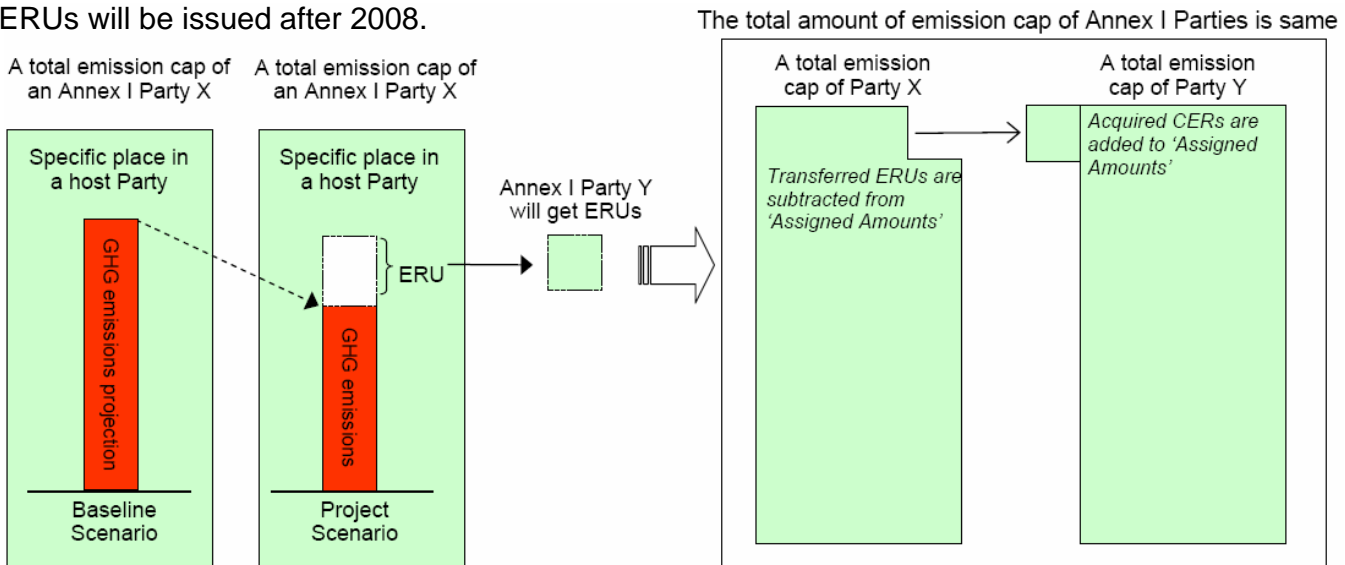 ERUs will be issued after 2008.
The total amount of emission cap of Annex I Parties is same
A total emission cap of
an Annex I Party X
A total emission cap of
an Annex I Party X
Specific place in
a host Party
GHG emissions projection
Baseline
Scenario
Specific place in
a host Party
ERU
GHG emissions
Project
Scenario
Annex I Party Y
will get ERUs
A total emission
cap of Party X
Transferred ERUs are
subtracted from
‘Assigned Amounts’
A total emission
cap of Party Y
Acquired CERs are
added to ‘Assigned
Amounts’